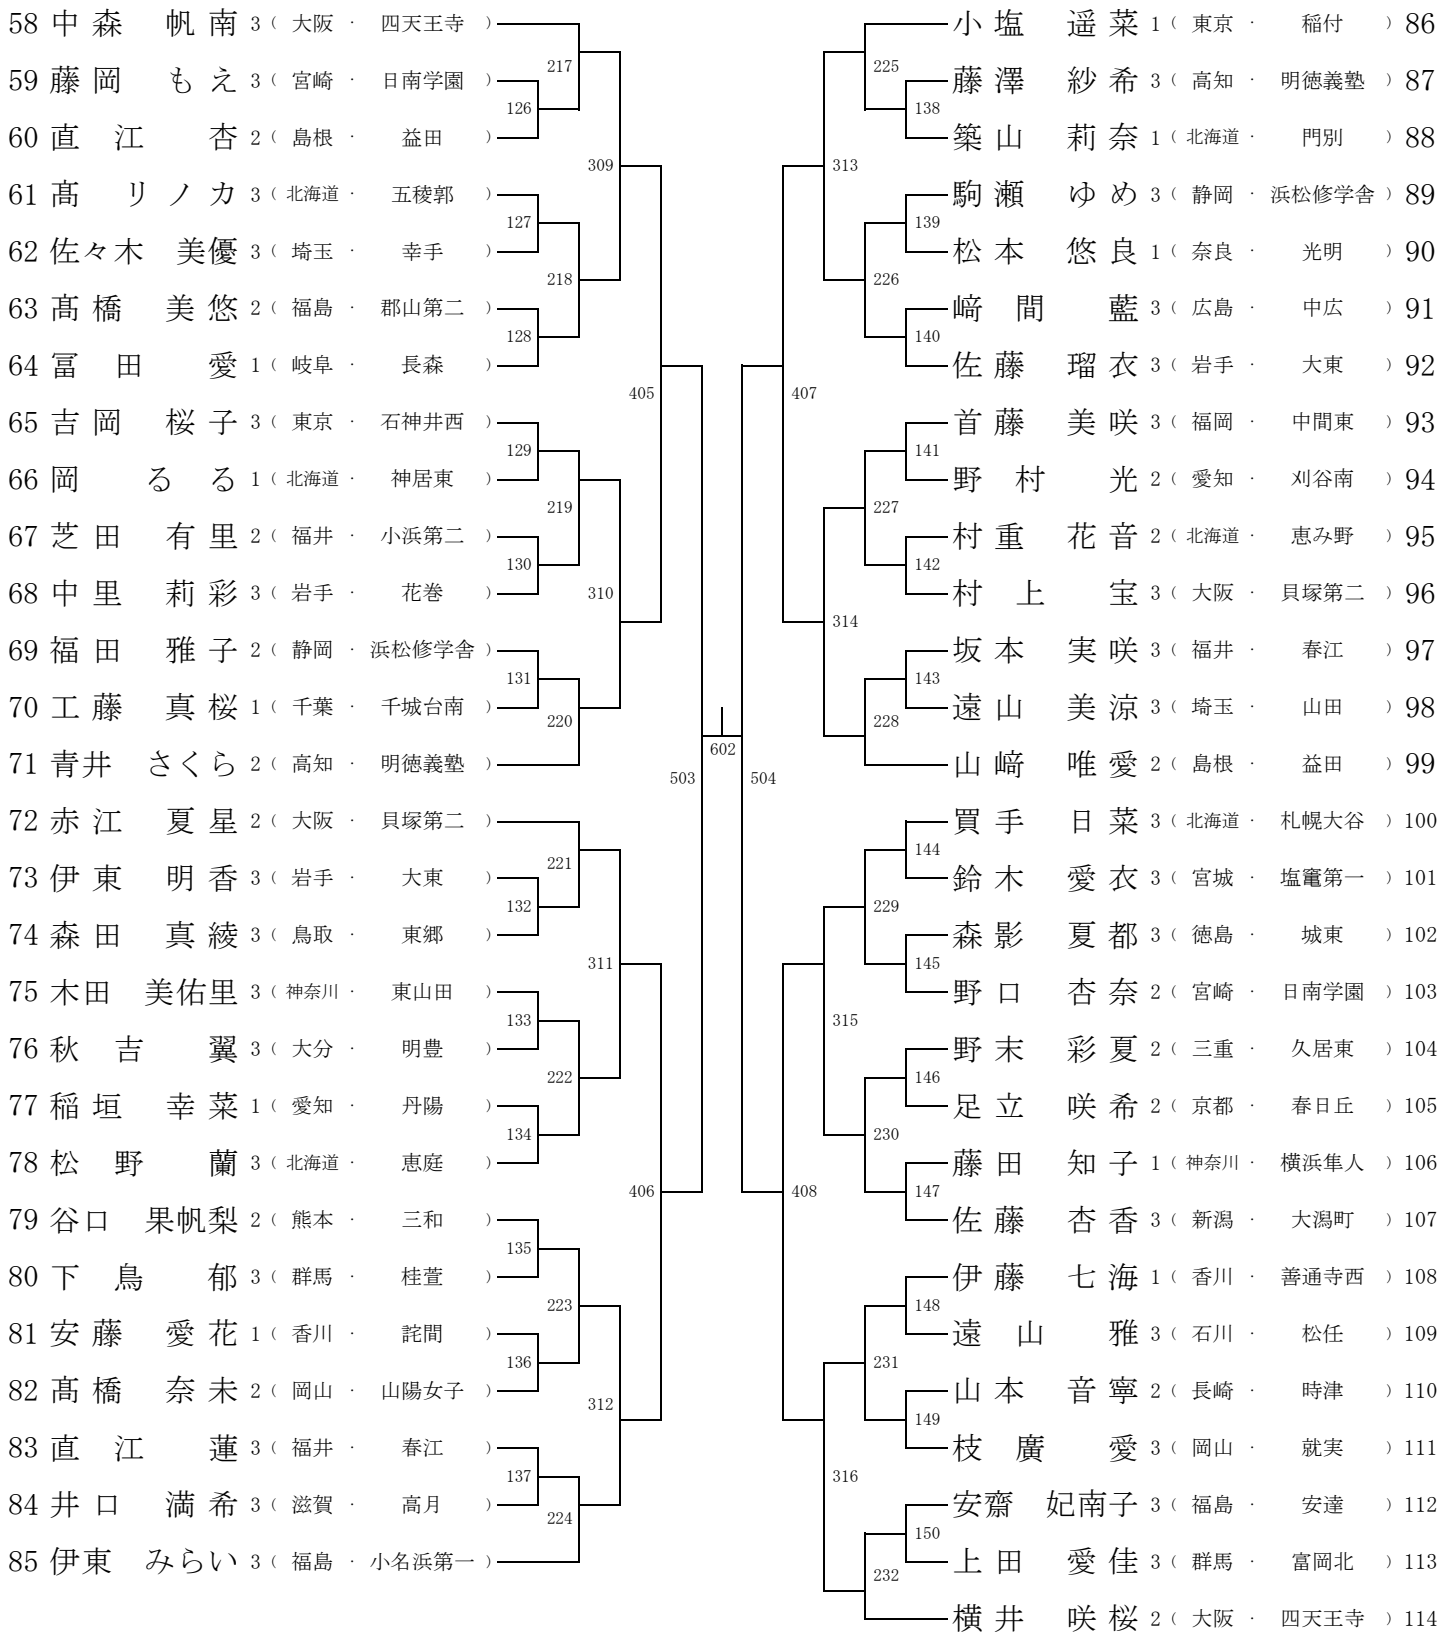 58 中森 帆南 3 ( 大阪 · 四天王寺 )
59 藤岡 もえ 3 ( 宮崎 · 日南学園 )
60 直江 杏 2 ( 島根 · 益田 )
61 髙 リノカ 3 ( 北海道 · 五稜郭 )
62 佐々木 美優 3 ( 埼玉 · 幸手 )
63 髙橋 美悠 2 ( 福島 · 郡山第二 )
64 冨田 愛 1 ( 岐阜 · 長森 )
65 吉岡 桜子 3 ( 東京 · 石神井西 )
66 岡 るる 1 ( 北海道 · 神居東 )
67 芝田 有里 2 ( 福井 · 小浜第二 )
68 中里 莉彩 3 ( 岩手 · 花巻 )
69 福田 雅子 2 ( 静岡 · 浜松修学舎 )
70 工藤 真桜 1 ( 千葉 · 千城台南 )
71 青井 さくら 2 ( 高知 · 明徳義塾 )
72 赤江 夏星 2 ( 大阪 · 貝塚第二 )
73 伊東 明香 3 ( 岩手 · 大東 )
74 森田 真綾 3 ( 鳥取 · 東郷 )
75 木田 美佑里 3 ( 神奈川 · 東山田 )
76 秋吉 翼 3 ( 大分 · 明豊 )
77 稲垣 幸菜 1 ( 愛知 · 丹陽 )
78 松野 蘭 3 ( 北海道 · 恵庭 )
79 谷口 果帆梨 2 ( 熊本 · 三和 )
80 下鳥 郁 3 ( 群馬 · 桂萱 )
81 安藤 愛花 1 ( 香川 · 詫間 )
82 髙橋 奈未 2 ( 岡山 · 山陽女子 )
83 直江 蓮 3 ( 福井 · 春江 )
84 井口 満希 3 ( 滋賀 · 高月 )
85 伊東 みらい 3 ( 福島 · 小名浜第一 )
126
127
128
129
130
131
132
133
134
135
136
137
217
218
219
220
221
222
223
224
309
310
311
312
405
406
503
602
504
407
408
313
314
315
316
225
226
227
228
229
230
231
232
138
139
140
141
142
143
144
145
146
147
148
149
150
小塩 遥菜 1 ( 東京 · 稲付 ) 86
藤澤 紗希 3 ( 高知 · 明徳義塾 ) 87
築山 莉奈 1 ( 北海道 · 門別 ) 88
駒瀬 ゆめ 3 ( 静岡 · 浜松修学舎 ) 89
松本 悠良 1 ( 奈良 · 光明 ) 90
﨑間 藍 3 ( 広島 · 中広 ) 91
佐藤 瑠衣 3 ( 岩手 · 大東 ) 92
首藤 美咲 3 ( 福岡 · 中間東 ) 93
野村 光 2 ( 愛知 · 刈谷南 ) 94
村重 花音 2 ( 北海道 · 恵み野 ) 95
村上 宝 3 ( 大阪 · 貝塚第二 ) 96
坂本 実咲 3 ( 福井 · 春江 ) 97
遠山 美涼 3 ( 埼玉 · 山田 ) 98
山﨑 唯愛 2 ( 島根 · 益田 ) 99
買手 日菜 3 ( 北海道 · 札幌大谷 ) 100
鈴木 愛衣 3 ( 宮城 · 塩竈第一 ) 101
森影 夏都 3 ( 徳島 · 城東 ) 102
野口 杏奈 2 ( 宮崎 · 日南学園 ) 103
野末 彩夏 2 ( 三重 · 久居東 ) 104
足立 咲希 2 ( 京都 · 春日丘 ) 105
藤田 知子 1 ( 神奈川 · 横浜隼人 ) 106
佐藤 杏香 3 ( 新潟 · 大潟町 ) 107
伊藤 七海 1 ( 香川 · 善通寺西 ) 108
遠山 雅 3 ( 石川 · 松任 ) 109
山本 音寧 2 ( 長崎 · 時津 ) 110
枝廣 愛 3 ( 岡山 · 就実 ) 111
安齋 妃南子 3 ( 福島 · 安達 ) 112
上田 愛佳 3 ( 群馬 · 富岡北 ) 113
横井 咲桜 2 ( 大阪 · 四天王寺 ) 114